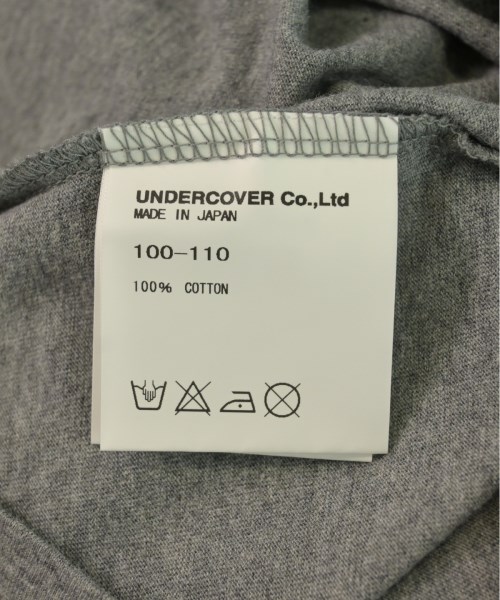 UNDERCOVER Co.,Ltd
MADE IN JAPAN
100-110
100% COTTON